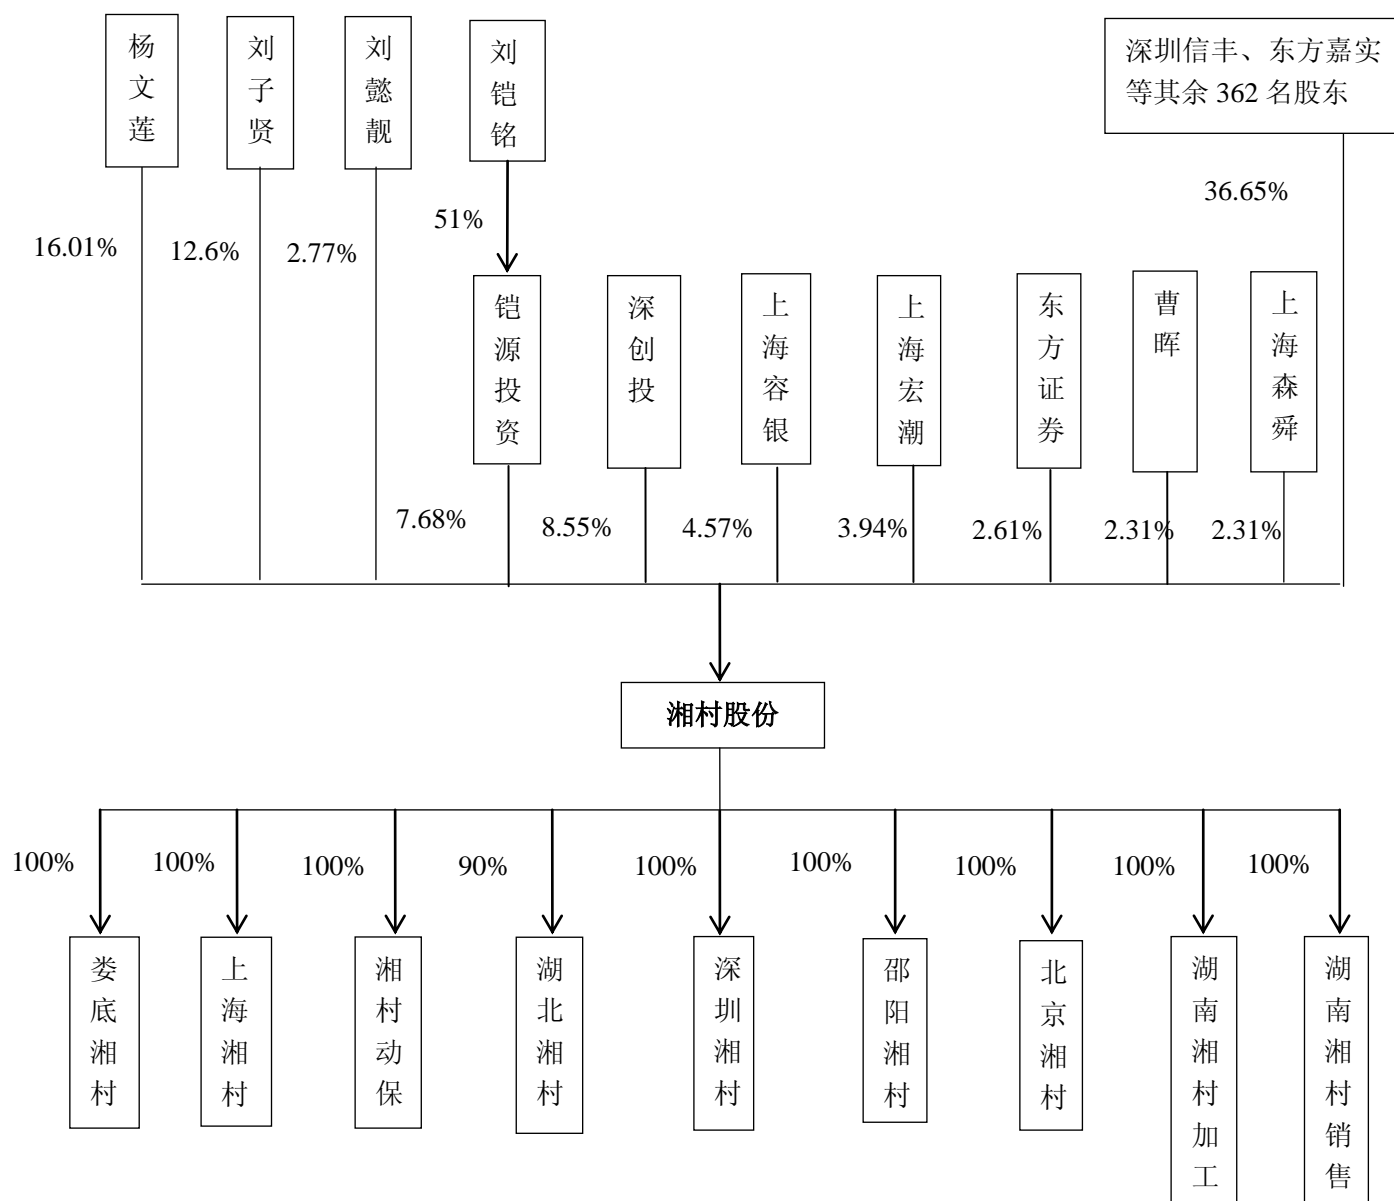 杨文莲
刘子贤
刘懿靓
刘铠铭
深圳信丰、东方嘉实
等其余 362 名股东
16.01%
12.6%
2.77%
51%
36.65%
铠源投资
深创投
上海容银
上海宏潮
东方证券
曹晖
上海森舜
7.68%
8.55%
4.57%
3.94%
2.61%
2.31%
2.31%
湘村股份
100%
100%
100%
90%
100%
100%
100%
100%
100%
娄底湘村
上海湘村
湘村动保
湖北湘村
深圳湘村
邵阳湘村
北京湘村
湖南湘村加工
湖南湘村销售